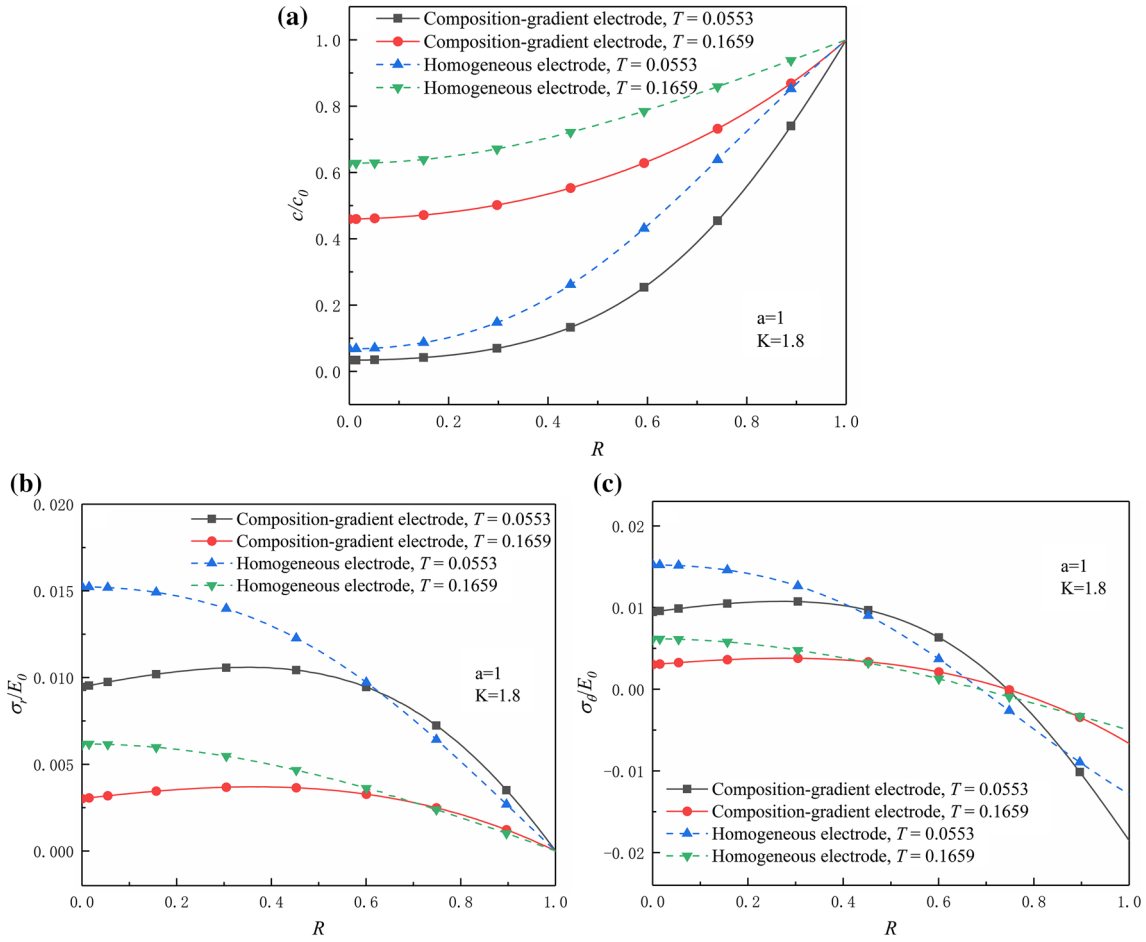 (a)
Composition-gradient electrode, T = 0.0553
Composition-gradient electrode, T = 0.1659
Homogeneous electrode, T = 0.0553
Homogeneous electrode, T = 0.1659
1.0
0.8
0.6
0.4
0.2
0.0
c/c0
a=1
K=1.8
0.0 0.2 0.4 0.6 0.8 1.0
R
(b)
0.020
0.015
0.010
0.005
0.000
σr/E0
Composition-gradient electrode, T = 0.0553
Composition-gradient electrode, T = 0.1659
Homogeneous electrode, T = 0.0553
Homogeneous electrode, T = 0.1659
a=1
K=1.8
0.0 0.2 0.4 0.6 0.8 1.0
R
(c)
0.02
0.01
0.00
−0.01
−0.02
σθ/E0
a=1
K=1.8
Composition-gradient electrode, T = 0.0553
Composition-gradient electrode, T = 0.1659
Homogeneous electrode, T = 0.0553
Homogeneous electrode, T = 0.1659
0.0 0.2 0.4 0.6 0.8 1.0
R